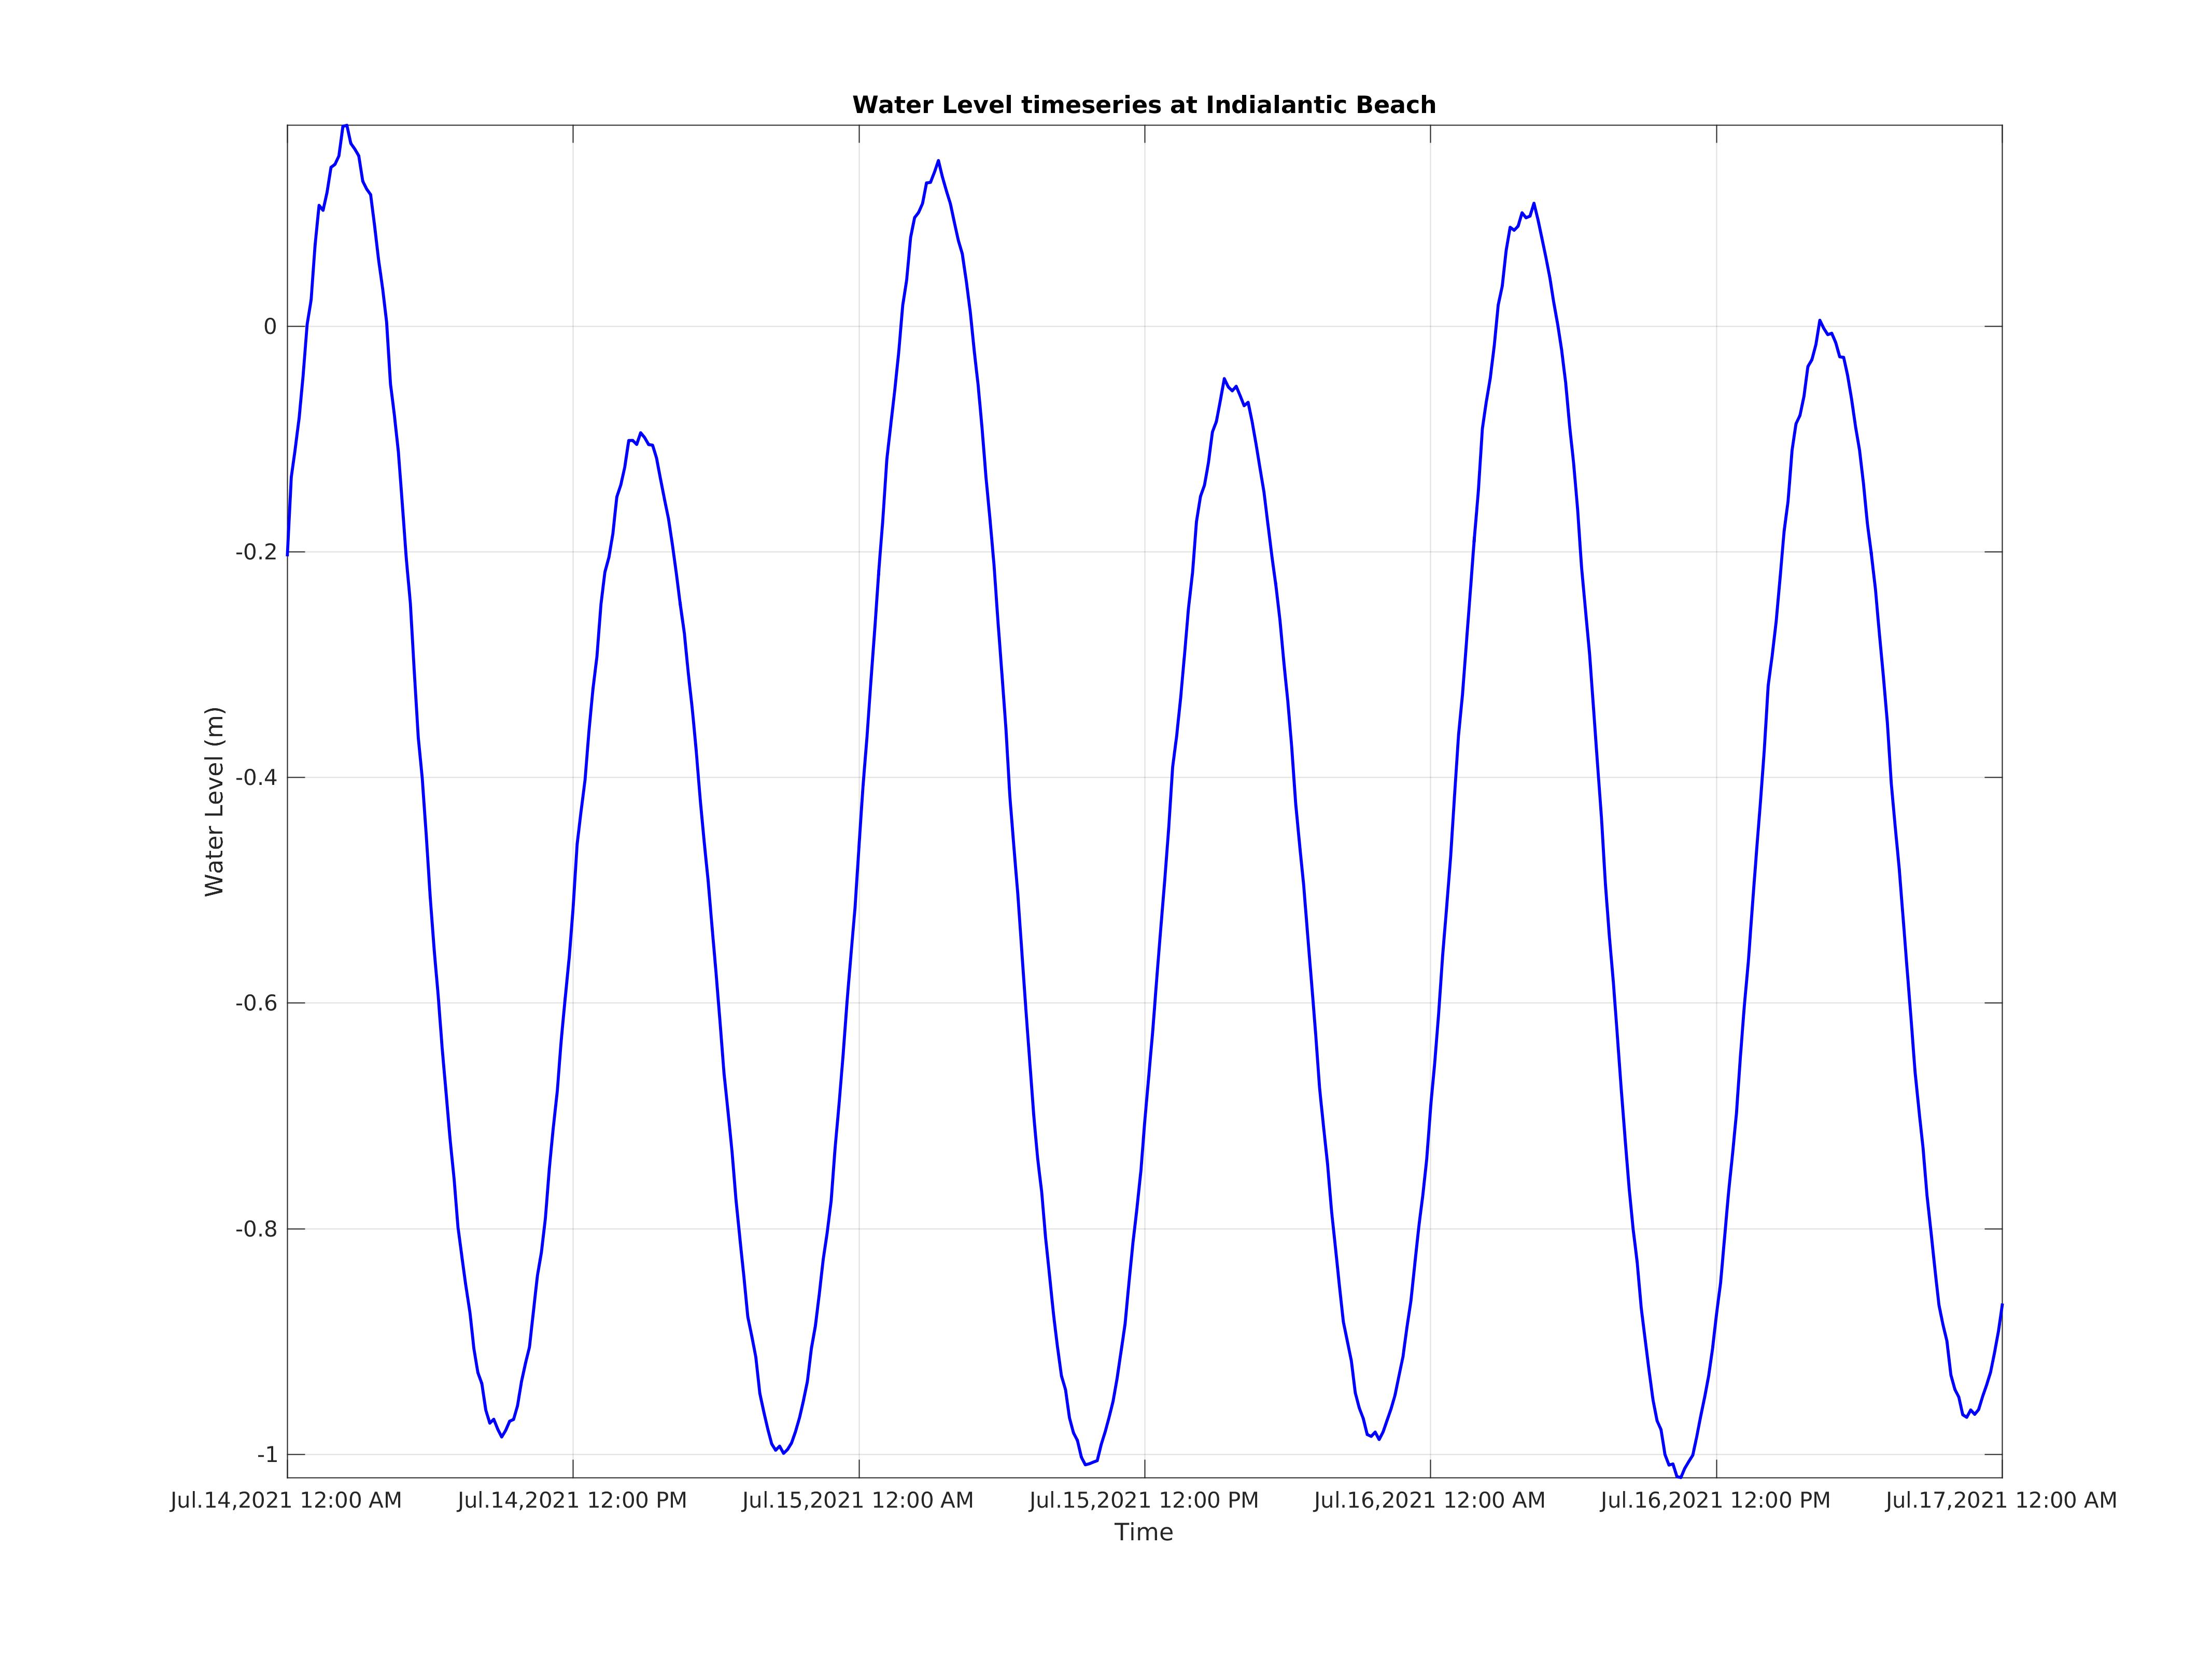 Water Level timeseries at Indialantic Beach
0
-0.2
-0.4
-0.6
-0.8
-1
Water Level (m)
Jul.14,2021 12:00 AM
Jul.14,2021 12:00 PM
Jul.15,2021 12:00 AM
Jul.15,2021 12:00 PM
Jul.16,2021 12:00 AM
Jul.16,2021 12:00 PM
Jul.17,2021 12:00 AM
Time